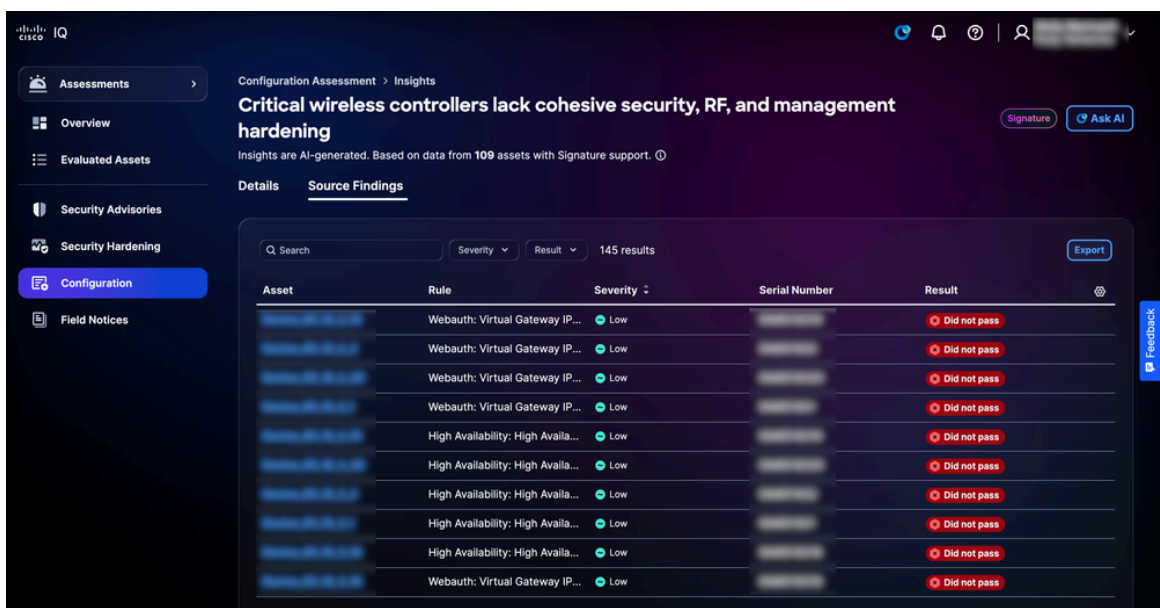 CISCO IQ
Assessments
Overview
Evaluated Assets
Security Advisories
Security Hardening
Configuration
Field Notices
Configuration Assessment > Insights
Critical wireless controllers lack cohesive security, RF, and management
hardening
Signature
Ask AI
Insights are AI-generated. Based on data from 109 assets with Signature support.
Details Source Findings
Search Severity Result 145 results Export
Asset Rule Severity Serial Number Result
Webauth: Virtual Gateway IP... Low Did not pass
Webauth: Virtual Gateway IP... Low Did not pass
Webauth: Virtual Gateway IP... Low Did not pass
Webauth: Virtual Gateway IP... Low Did not pass
High Availability: High Availa... Low Did not pass
High Availability: High Availa... Low Did not pass
High Availability: High Availa... Low Did not pass
High Availability: High Availa... Low Did not pass
High Availability: High Availa... Low Did not pass
Webauth: Virtual Gateway IP... Low Did not pass
Feedback